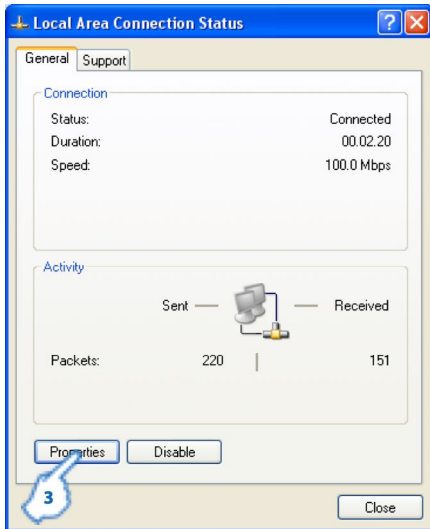 Local Area Connection Status
General Support
Connection
Status: Connected
Duration: 00.02.20
Speed: 100.0 Mbps
Activity
Sent Received
Packets: 220 151
Properties Disable
3
Close